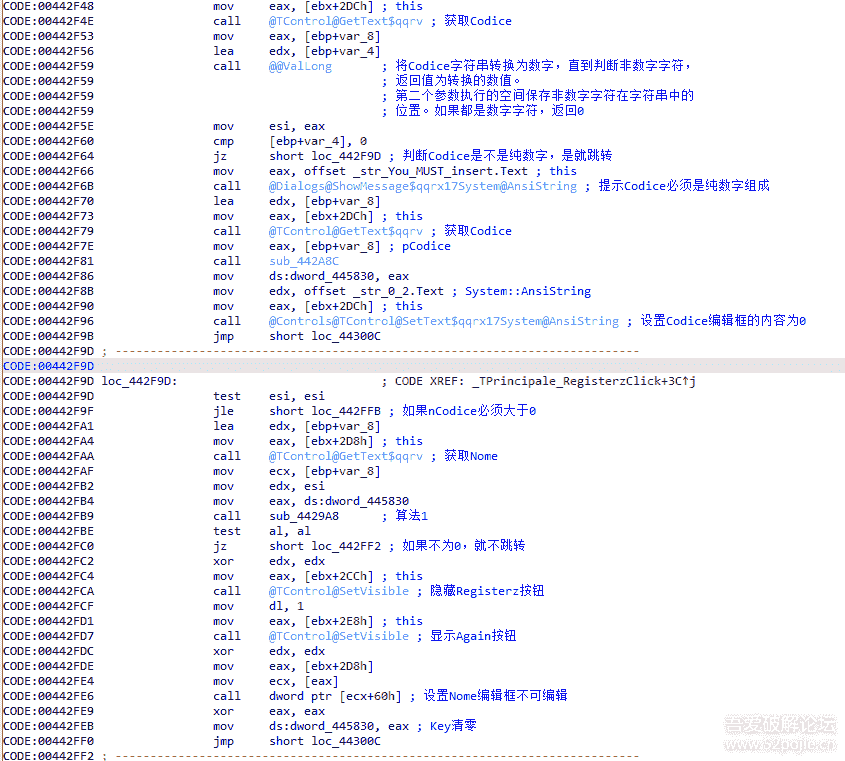 CODE:00442F48 mov eax, [ebx+2DCh] ; this
CODE:00442F4E call @TControl@GetText$qqrv ; 获取Codice
CODE:00442F53 mov eax, [ebp+var_8]
CODE:00442F56 lea edx, [ebp+var_4]
CODE:00442F59 call @@ValLong ; 将Codice字符串转换为数字，直到判断非数字字符，
CODE:00442F59 ; 返回值为转换的数值。
CODE:00442F59 ; 第二个参数执行的空间保存非数字字符在字符串中的
CODE:00442F59 ; 位置。如果都是数字字符，返回0
CODE:00442F5E mov esi, eax
CODE:00442F60 cmp [ebp+var_4], 0
CODE:00442F64 jz short loc_442F9D ; 判断Codice是不是纯数字，是就跳转
CODE:00442F66 mov eax, offset _str_You_MUST_insert.Text ; this
CODE:00442F6B call @Dialogs@ShowMessage$qqrx17System@AnsiString ; 提示Codice必须是纯数字组成
CODE:00442F70 lea edx, [ebp+var_8]
CODE:00442F73 mov eax, [ebx+2DCh] ; this
CODE:00442F79 call @TControl@GetText$qqrv ; 获取Codice
CODE:00442F7E mov eax, [ebp+var_8] ; pCodice
CODE:00442F81 call sub_442A8C
CODE:00442F86 mov ds:dword_445830, eax
CODE:00442F8B mov edx, offset _str_0_2.Text ; System::AnsiString
CODE:00442F90 mov eax, [ebx+2DCh] ; this
CODE:00442F96 call @Controls@TControl@SetText$qqrx17System@AnsiString ; 设置Codice编辑框的内容为0
CODE:00442F9B jmp short loc_44300C
CODE:00442F9D ; ---------------------------------------------------------------------------
CODE:00442F9D
CODE:00442F9D loc_442F9D: ; CODE XREF: _TPrincipale_RegisterzClick+3C↑j
CODE:00442F9D test esi, esi
CODE:00442F9F jle short loc_442FFB ; 如果nCodice必须大于0
CODE:00442FA1 lea edx, [ebp+var_8]
CODE:00442FA4 mov eax, [ebx+2D8h] ; this
CODE:00442FAA call @TControl@GetText$qqrv ; 获取Nome
CODE:00442FAF mov ecx, [ebp+var_8]
CODE:00442FB2 mov edx, esi
CODE:00442FB4 mov eax, ds:dword_445830
CODE:00442FB9 call sub_4429A8 ; 算法1
CODE:00442FBE test al, al
CODE:00442FC0 jz short loc_442FF2 ; 如果不为0，就不跳转
CODE:00442FC2 xor edx, edx
CODE:00442FC4 mov eax, [ebx+2CCh] ; this
CODE:00442FCA call @TControl@SetVisible ; 隐藏Registerz按钮
CODE:00442FCF mov dl, 1
CODE:00442FD1 mov eax, [ebx+2E8h] ; this
CODE:00442FD7 call @TControl@SetVisible ; 显示Again按钮
CODE:00442FDC xor edx, edx
CODE:00442FDE mov eax, [ebx+2D8h]
CODE:00442FE4 mov ecx, [eax]
CODE:00442FE6 call dword ptr [ecx+60h] ; 设置Nome编辑框不可编辑
CODE:00442FE9 xor eax, eax
CODE:00442FEB mov ds:dword_445830, eax ; Key清零
CODE:00442FF0 jmp short loc_44300C
CODE:00442FF2 ; ---------------------------------------------------------------------------
吾爱破解论坛
www.52pojie.cn